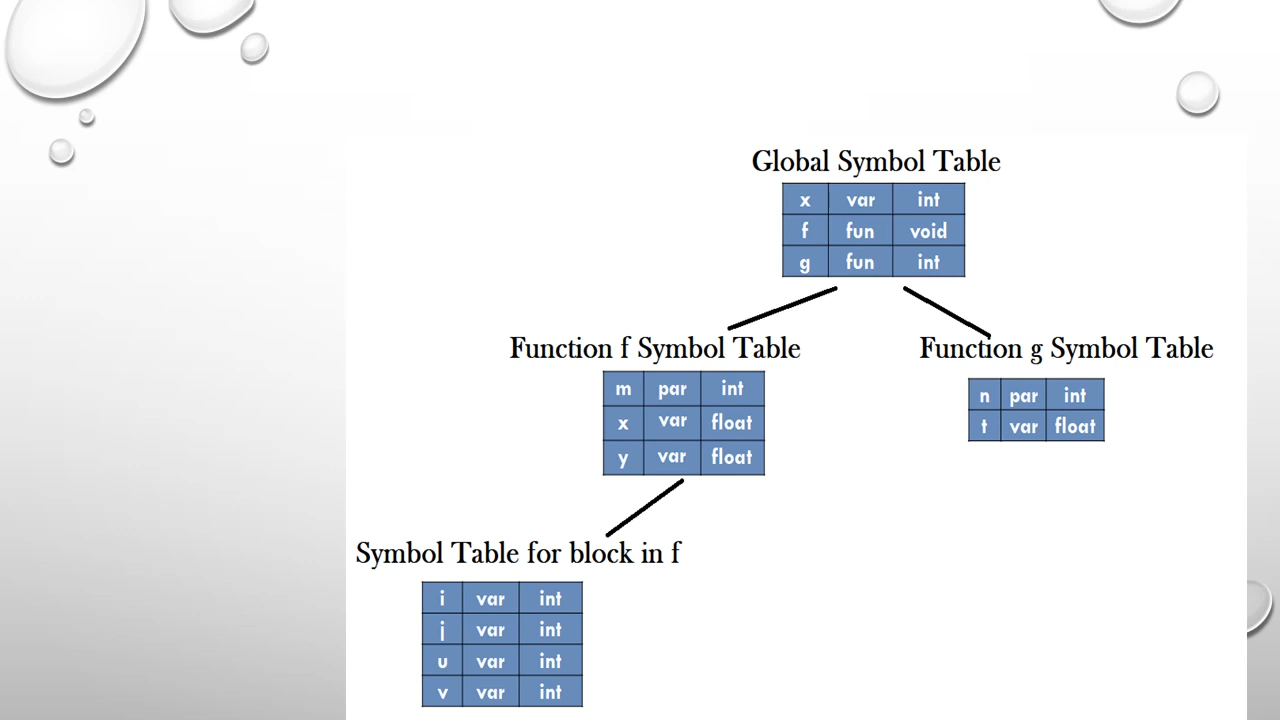 Global Symbol Table
x var int
f fun void
g fun int
Function f Symbol Table
m par int
x var float
y var float
Function g Symbol Table
n par int
t var float
Symbol Table for block in f
i var int
j var int
u var int
v var int